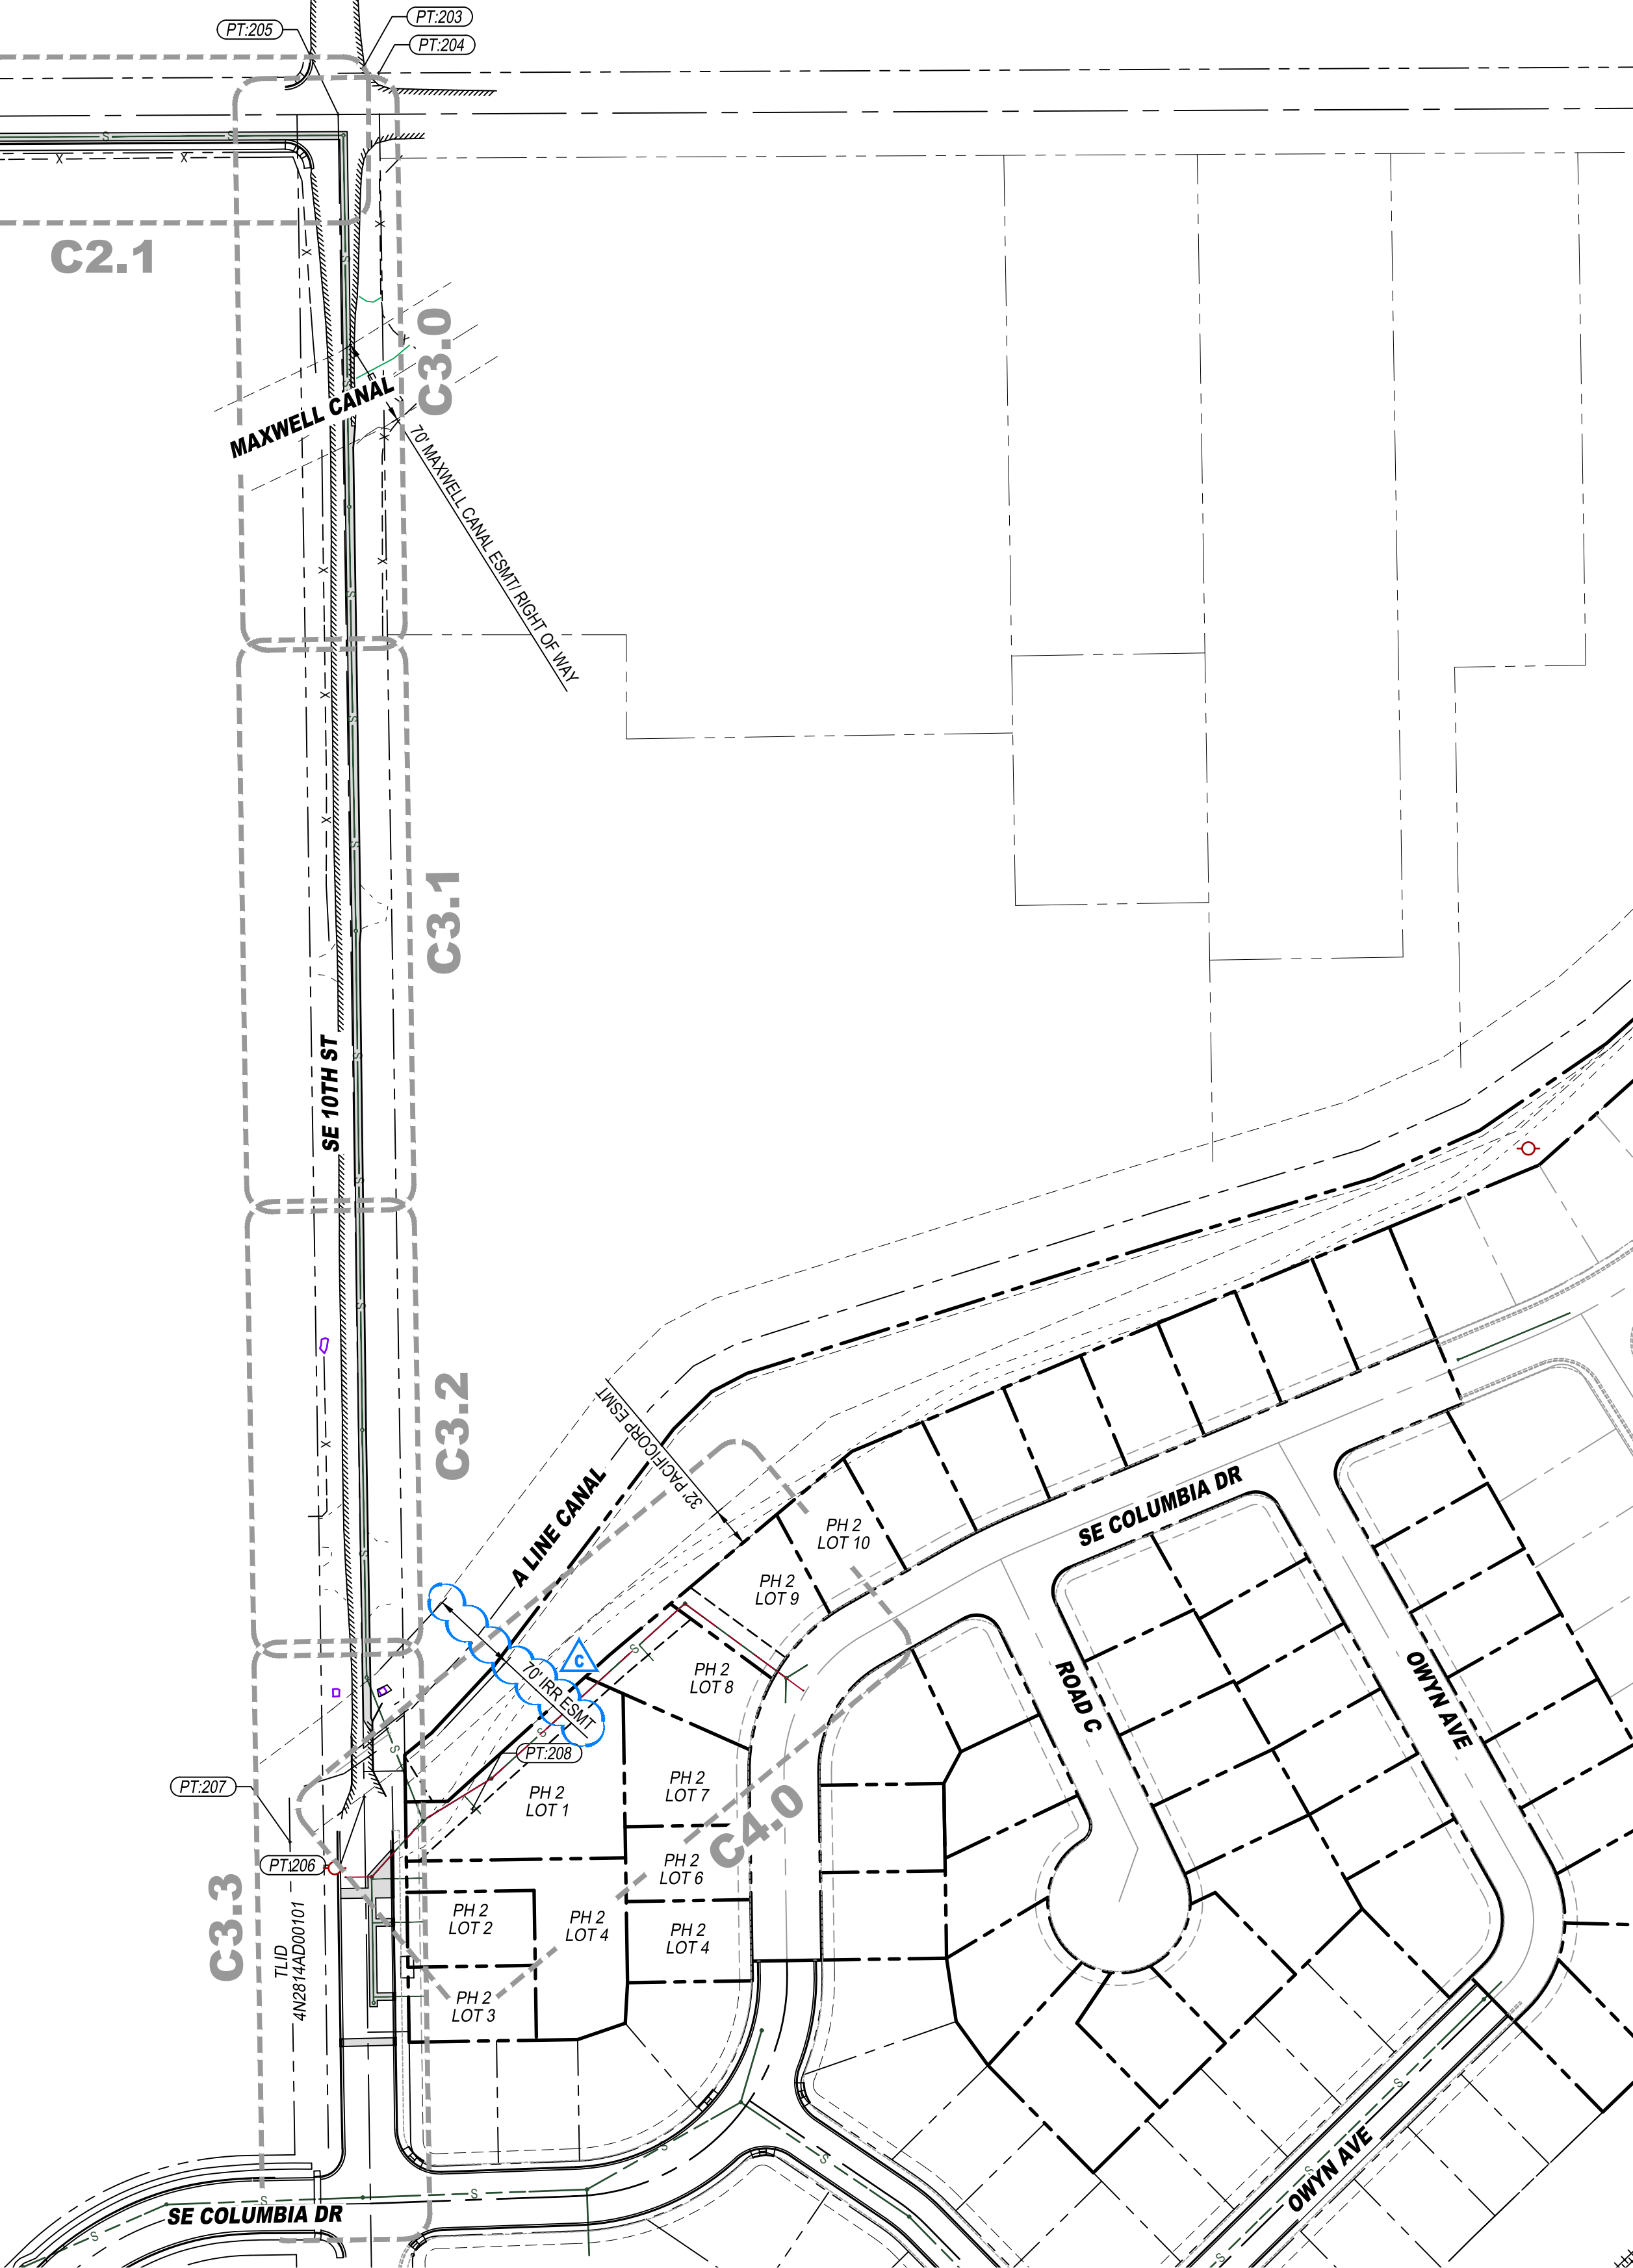 PT:205
PT:203
PT:204
S
S
X
X
C2.1
X
X
S
C3.0
S
MAXWELL CANAL
70' MAXWELL CANAL ESMT/ RIGHT OF WAY
X
X
X
S
X
S
X
S
C3.1
SE 10TH ST
S
S
S
C3.2
X
S
S
32' PACIFICORP ESMT
A LINE CANAL
SE COLUMBIA DR
PH 2
LOT 10
PH 2
LOT 9
PH 2
LOT 8
C
70' IRR ESMT
S
S
S
PT:208
PT:207
PH 2
LOT 1
PH 2
LOT 7
ROAD C
OWYN AVE
C4.0
PT:206
PH 2
LOT 6
C3.3
TLID
4N2814AD00101
PH 2
LOT 2
PH 2
LOT 4
PH 2
LOT 4
PH 2
LOT 3
S
S
S
S
S
S
S
S
SE COLUMBIA DR
OWYN AVE